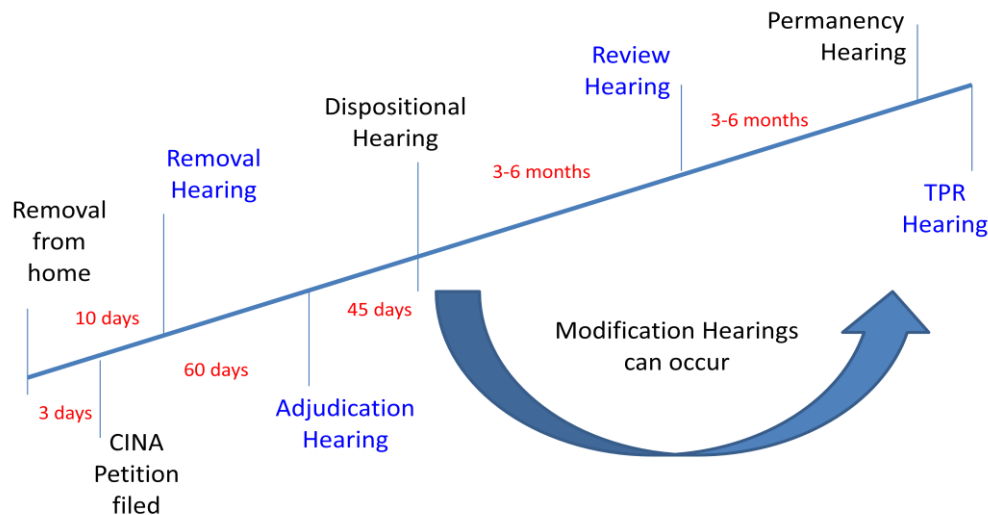 Removal
from
home
3 days
CINA
Petition
filed
10 days
Removal
Hearing
60 days
Adjudication
Hearing
45 days
Dispositional
Hearing
3-6 months
Review
Hearing
3-6 months
Permanency
Hearing
TPR
Hearing
Modification Hearings
can occur